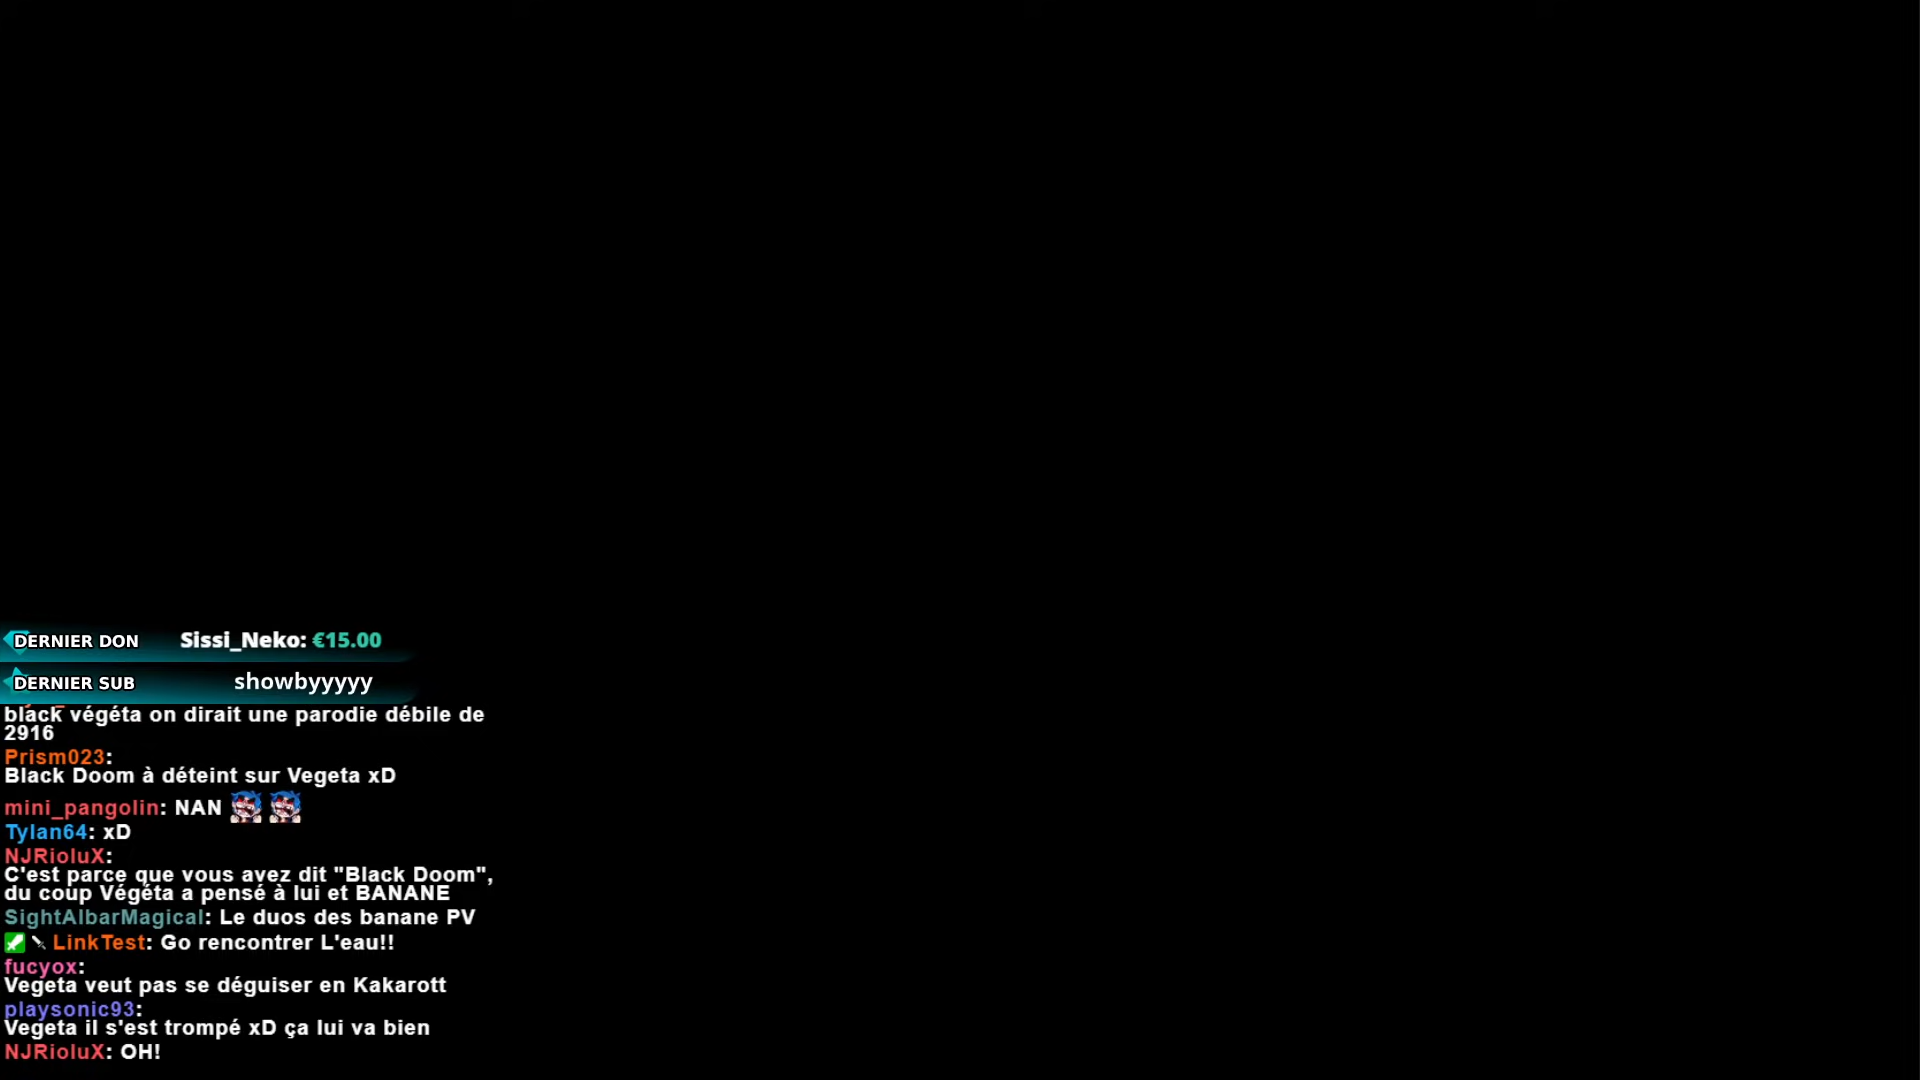 DERNIER DON Sissi_Neko: €15.00
DERNIER SUB showbyyyyy
black végéta on dirait une parodie débile de
2916
Prism023:
Black Doom à déteint sur Vegeta xD
mini_pangolin: NAN
Tylan64: xD
NJRioluX:
C'est parce que vous avez dit "Black Doom",
du coup Végéta a pensé à lui et BANANE
SightAlbarMagical: Le duos des banane PV
LinkTest: Go rencontrer L'eau!!
fucyox:
Vegeta veut pas se déguiser en Kakarott
playsonic93:
Vegeta il s'est trompé xD ça lui va bien
NJRioluX: OH!